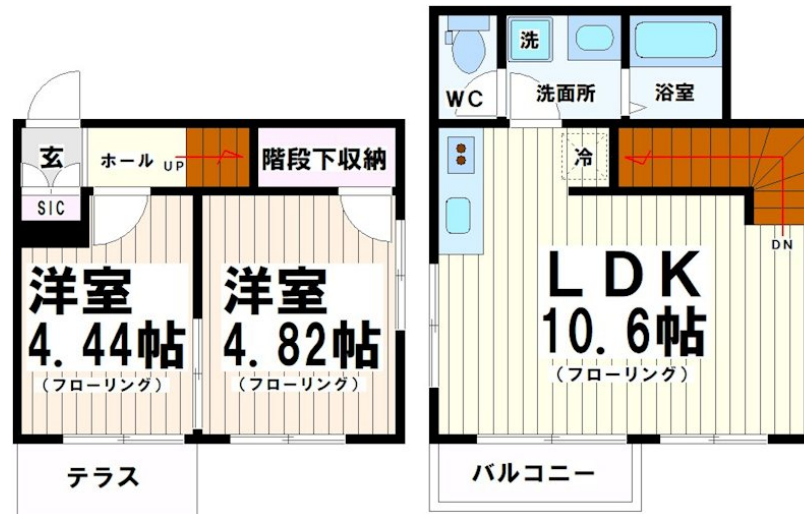 玄
ホール
UP
階段下収納
SIC
洋室
4.44帖
(フローリング)
洋室
4.82帖
(フローリング)
テラス
WC
洗
洗面所
浴室
冷
DN
LDK
10.6帖
(フローリング)
バルコニー